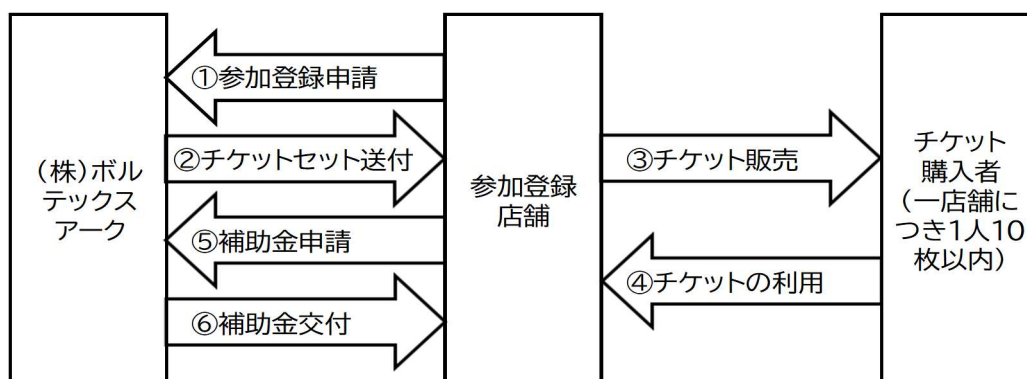 (株)ボル
テックス
アーク
①参加登録申請
②チケットセット送付
⑤補助金申請
⑥補助金交付
参加登録
店舗
③チケット販売
④チケットの利用
チケット
購入者
(一店舗に
つき1人10
枚以内)